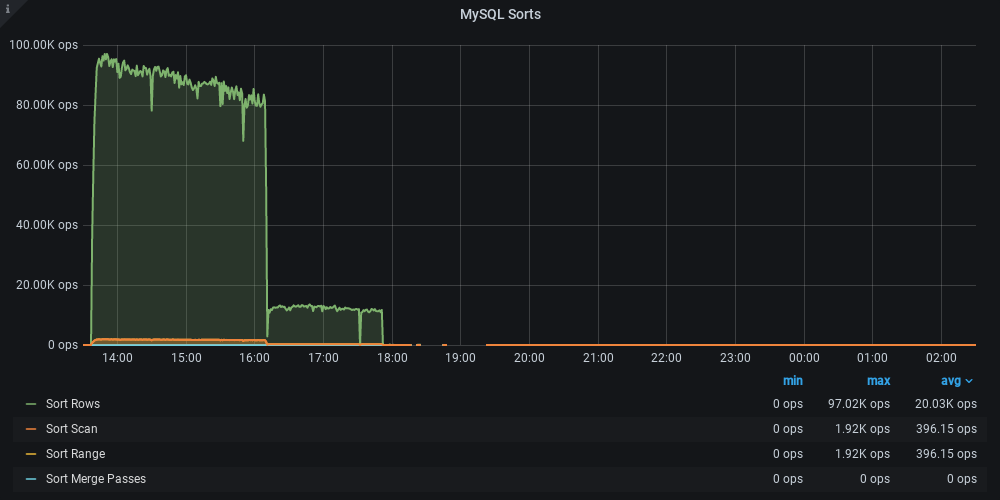 i
MySQL Sorts
100.00K ops
80.00K ops
60.00K ops
40.00K ops
20.00K ops
0 ops
14:00 15:00 16:00 17:00 18:00 19:00 20:00 21:00 22:00 23:00 00:00 01:00 02:00
min max avg
Sort Rows 0 ops 97.02K ops 20.03K ops
Sort Scan 0 ops 1.92K ops 396.15 ops
Sort Range 0 ops 1.92K ops 396.15 ops
Sort Merge Passes 0 ops 0 ops 0 ops